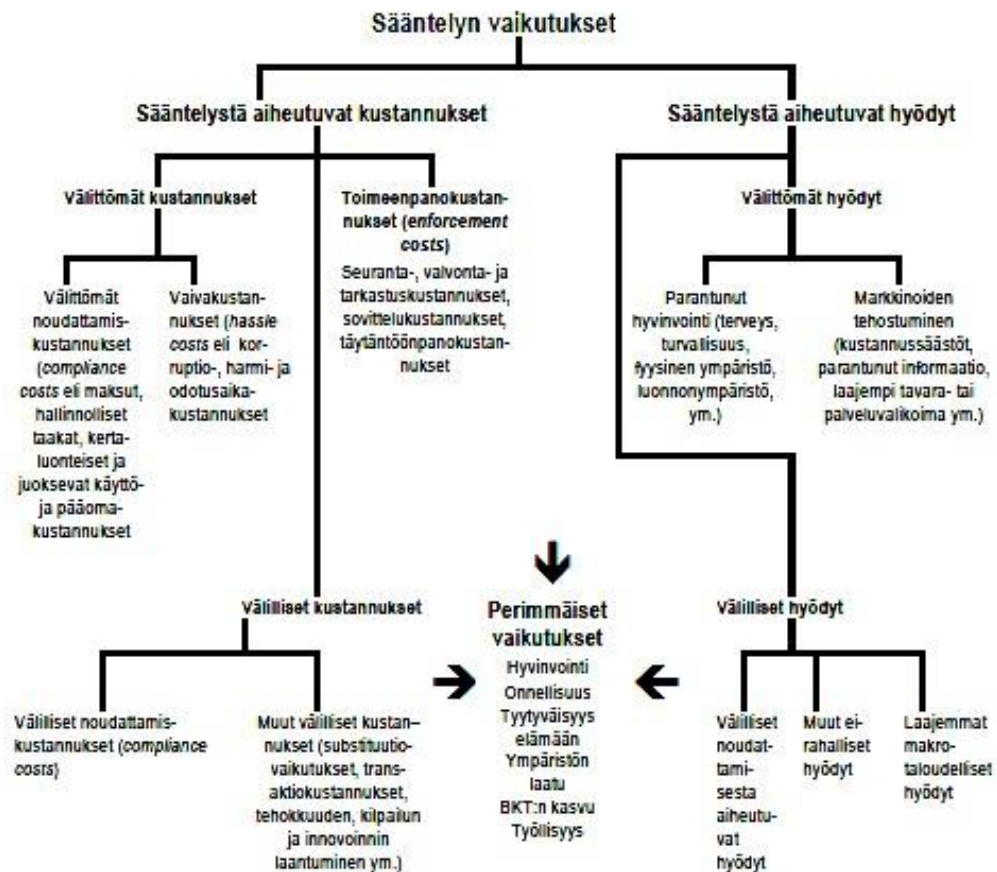 Sääntelyn vaikutukset
Sääntelystä aiheutuvat kustannukset
Sääntelystä aiheutuvat hyödyt
Välittömät kustannukset
Toimeenpanokustan-
nukset (enforcement
costs)
Seuranta-, valvonta- ja
tarkastuskustannukset,
sovittelukustannukset,
täytäntöönpanokustan-
nukset
Välittömät hyödyt
Välittömät
noudattamis-
kustannukset
(compliance
costs eli maksut,
hallinnolliset
taakat, kerta-
luonteiset ja
juoksevat käyttö-
ja pääoma-
kustannukset
Vaivakustan-
nukset (hassle
costs eli kor-
ruptio-, harmi- ja
odotusaika-
kustannukset
Parantunut
hyvinvointi (terveys,
turvallisuus,
fyysinen ympäristö,
luonnonympäristö,
ym.)
Markkinoiden
tehostuminen
(kustannussäästöt,
parantunut informaatio,
laajempi tavara- tai
palveluvalikoima ym.)
Välilliset kustannukset
Perimmäiset
vaikutukset
Hyvinvointi
Onnellisuus
Tyytyväisyys
elämään
Ympäristön
laatu
BKT:n kasvu
Työllisyys
Välilliset hyödyt
Välilliset noudattamis-
kustannukset (compliance
costs)
Muut välilliset kustan-
nukset (substituutio-
vaikutukset, trans-
aktiokustannukset,
tehokkuuden, kilpailun
ja innovoinnin
laantuminen ym.)
Välilliset
noudat-
tami-
sesta
aiheutu-
vat
hyödyt
Muut ei-
rahalliset
hyödyt
Laajemmat
makro-
taloudelliset
hyödyt